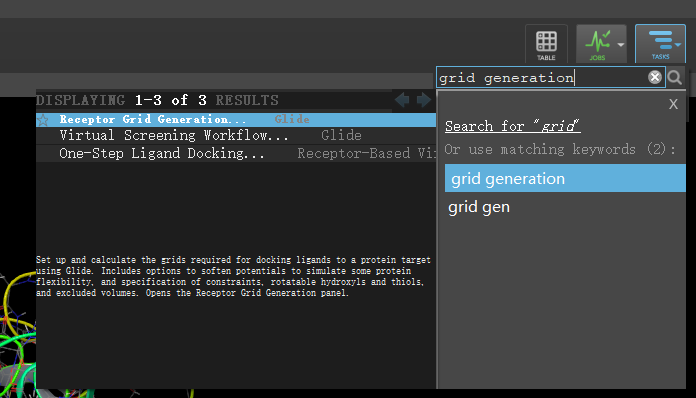 TABLE
JOBS
TASKS
grid generation
DISPLAYING 1-3 of 3 RESULTS
X
Receptor Grid Generation... Glide
Virtual Screening Workflow... Glide
One-Step Ligand Docking... Receptor-Based Vi
Search for "grid"
Or use matching keywords (2):
grid generation
grid gen
Set up and calculate the grids required for docking ligands to a protein target
using Glide. Includes options to soften potentials to simulate some protein
flexibility, and specification of constraints, rotatable hydroxyls and thiols,
and excluded volumes. Opens the Receptor Grid Generation panel.